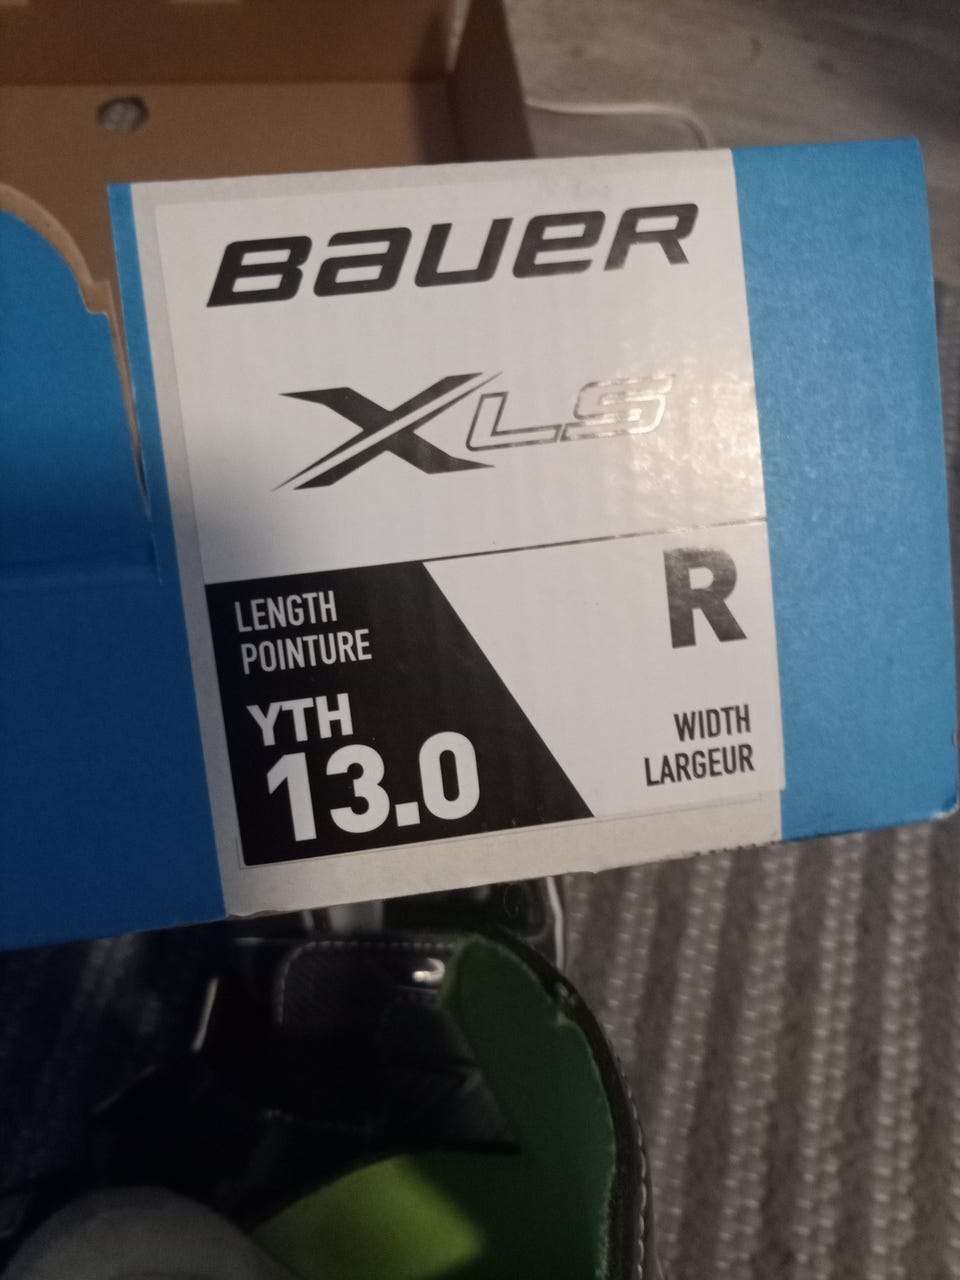 BAUER
XLS
LENGTH
POINTURE
YTH
13.0
R
WIDTH
LARGEUR